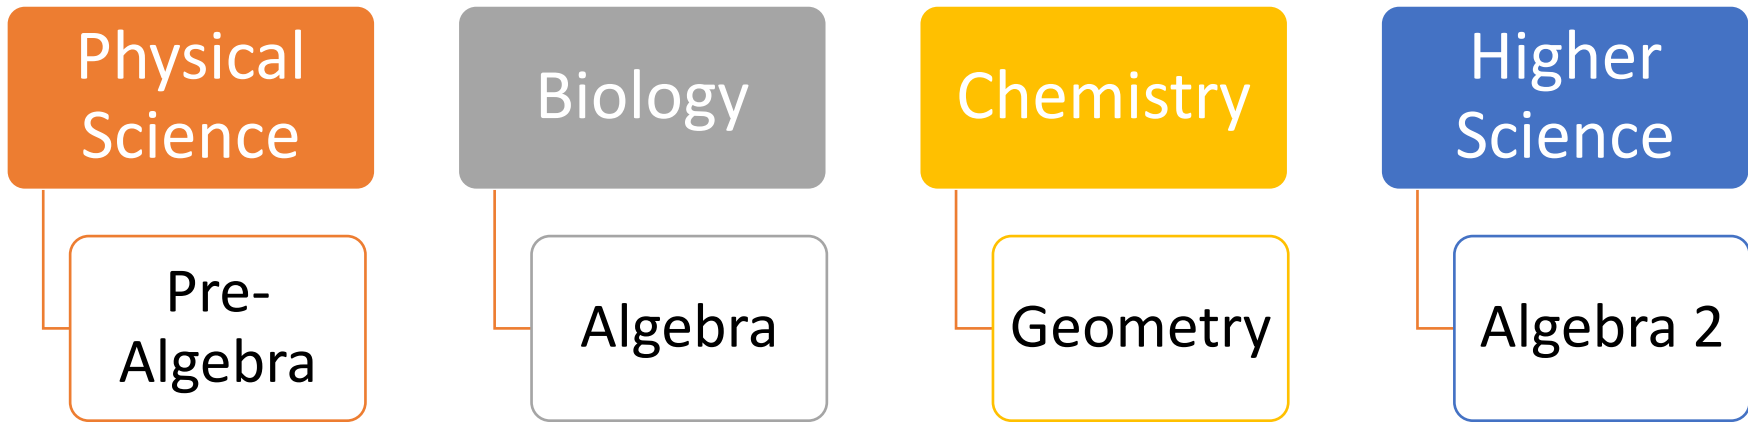 Physical
Science
Biology
Chemistry
Higher
Science
Pre-
Algebra
Algebra
Geometry
Algebra 2